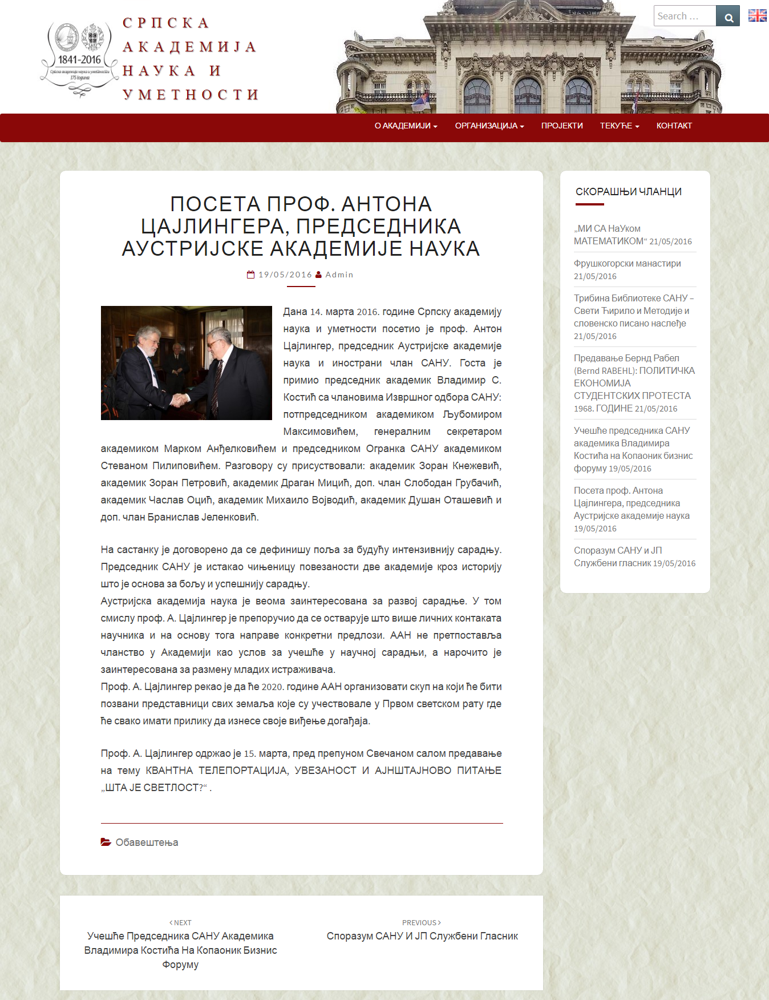 СРПСКА
АКАДЕМИЈА
НАУКА И
УМЕТНОСТИ
1841-2016
Српска академија наука и уметности
175 година
Search …
О АКАДЕМИЈИ
ОРГАНИЗАЦИЈА
ПРОЈЕКТИ
ТЕКУЋЕ
КОНТАКТ
ПОСЕТА ПРОФ. АНТОНА
ЦАЈЛИНГЕРА, ПРЕДСЕДНИКА
АУСТРИЈСКЕ АКАДЕМИЈЕ НАУКА
19/05/2016 Admin
Дана 14. марта 2016. године Српску академију
наука и уметности посетио је проф. Антон
Цајлингер, председник Аустријске академије
наука и инострани члан САНУ. Госта је
примио председник академик Владимир С.
Костић са члановима Извршног одбора САНУ:
потпредседником академиком Љубомиром
Максимовићем, генералним секретаром
академиком Марком Анђелковићем и председником Огранка САНУ академиком
Стеваном Пилиповићем. Разговору су присуствовали: академик Зоран Кнежевић,
академик Зоран Петровић, академик Драган Мицић, доп. члан Слободан Грубачић,
академик Часлав Оцић, академик Михаило Војводић, академик Душан Оташевић и
доп. члан Бранислав Јеленковић.
На састанку је договорено да се дефинишу поља за будућу интензивнију сарадњу.
Председник САНУ је истакао чињеницу повезаности две академије кроз историју
што је основа за бољу и успешнију сарадњу.
Аустријска академија наука је веома заинтересована за развој сарадње. У том
смислу проф. А. Цајлингер је препоручио да се остварује што више личних контаката
научника и на основу тога направе конкретни предлози. ААН не претпоставља
чланство у Академији као услов за учешће у научној сарадњи, а нарочито је
заинтересована за размену младих истраживача.
Проф. А. Цајлингер рекао је да ће 2020. године ААН организовати скуп на који ће бити
позвани представници свих земаља које су учествовале у Првом светском рату где
ће свако имати прилику да изнесе своје виђење догађаја.
Проф. А. Цајлингер одржао је 15. марта, пред препуном Свечаном салом предавање
на тему КВАНТНА ТЕЛЕПОРТАЦИЈА, УВЕЗАНОСТ И АЈНШТАЈНОВО ПИТАЊЕ
„ШТА ЈЕ СВЕТЛОСТ?“ .
Обавештења
NEXT
Учешће Председника САНУ Академика
Владимира Костића На Копаоник Бизнис
Форуму
PREVIOUS
Споразум САНУ И ЈП Службени Гласник
СКОРАШЊИ ЧЛАНЦИ
„МИ СА НаУком
МАТЕМАТИКОМ“ 21/05/2016
Фрушкогорски манастири
21/05/2016
Трибина Библиотеке САНУ –
Свети Ћирило и Методије и
словенско писано наслеђе
21/05/2016
Предавање Бернд Рабел
(Bernd RABEHL): ПОЛИТИЧКА
ЕКОНОМИЈА
СТУДЕНТСКИХ ПРОТЕСТА
1968. ГОДИНЕ 21/05/2016
Учешће председника САНУ
академика Владимира
Костића на Копаоник бизнис
форуму 19/05/2016
Посета проф. Антона
Цајлингера, председника
Аустријске академије наука
19/05/2016
Споразум САНУ и ЈП
Службени гласник 19/05/2016